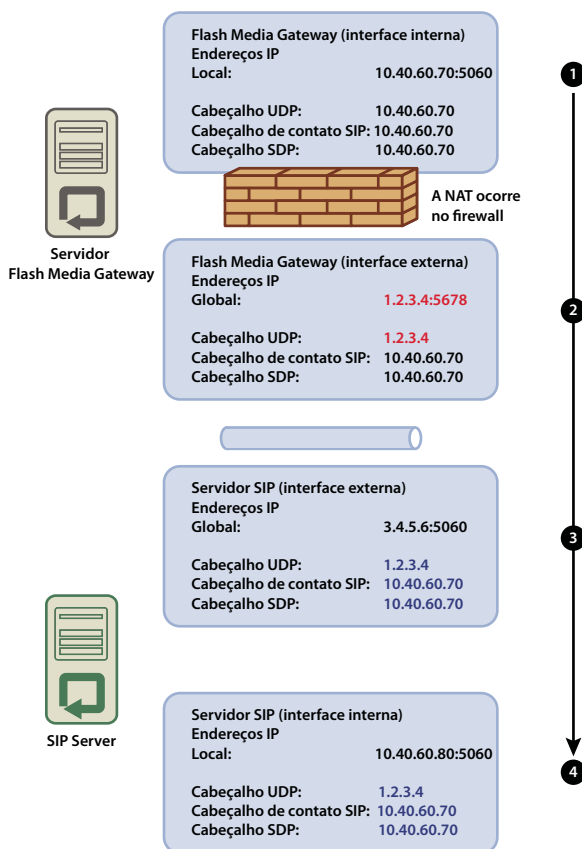 Flash Media Gateway (interface interna)
Endereços IP
Local: 10.40.60.70:5060
Cabeçalho UDP: 10.40.60.70
Cabeçalho de contato SIP: 10.40.60.70
Cabeçalho SDP: 10.40.60.70
1
A NAT ocorre
no firewall
Servidor
Flash Media Gateway
Flash Media Gateway (interface externa)
Endereços IP
Global: 1.2.3.4:5678
Cabeçalho UDP: 1.2.3.4
Cabeçalho de contato SIP: 10.40.60.70
Cabeçalho SDP: 10.40.60.70
2
Servidor SIP (interface externa)
Endereços IP
Global: 3.4.5.6:5060
Cabeçalho UDP: 1.2.3.4
Cabeçalho de contato SIP: 10.40.60.70
Cabeçalho SDP: 10.40.60.70
3
SIP Server
Servidor SIP (interface interna)
Endereços IP
Local: 10.40.60.80:5060
Cabeçalho UDP: 1.2.3.4
Cabeçalho de contato SIP: 10.40.60.70
Cabeçalho SDP: 10.40.60.70
4